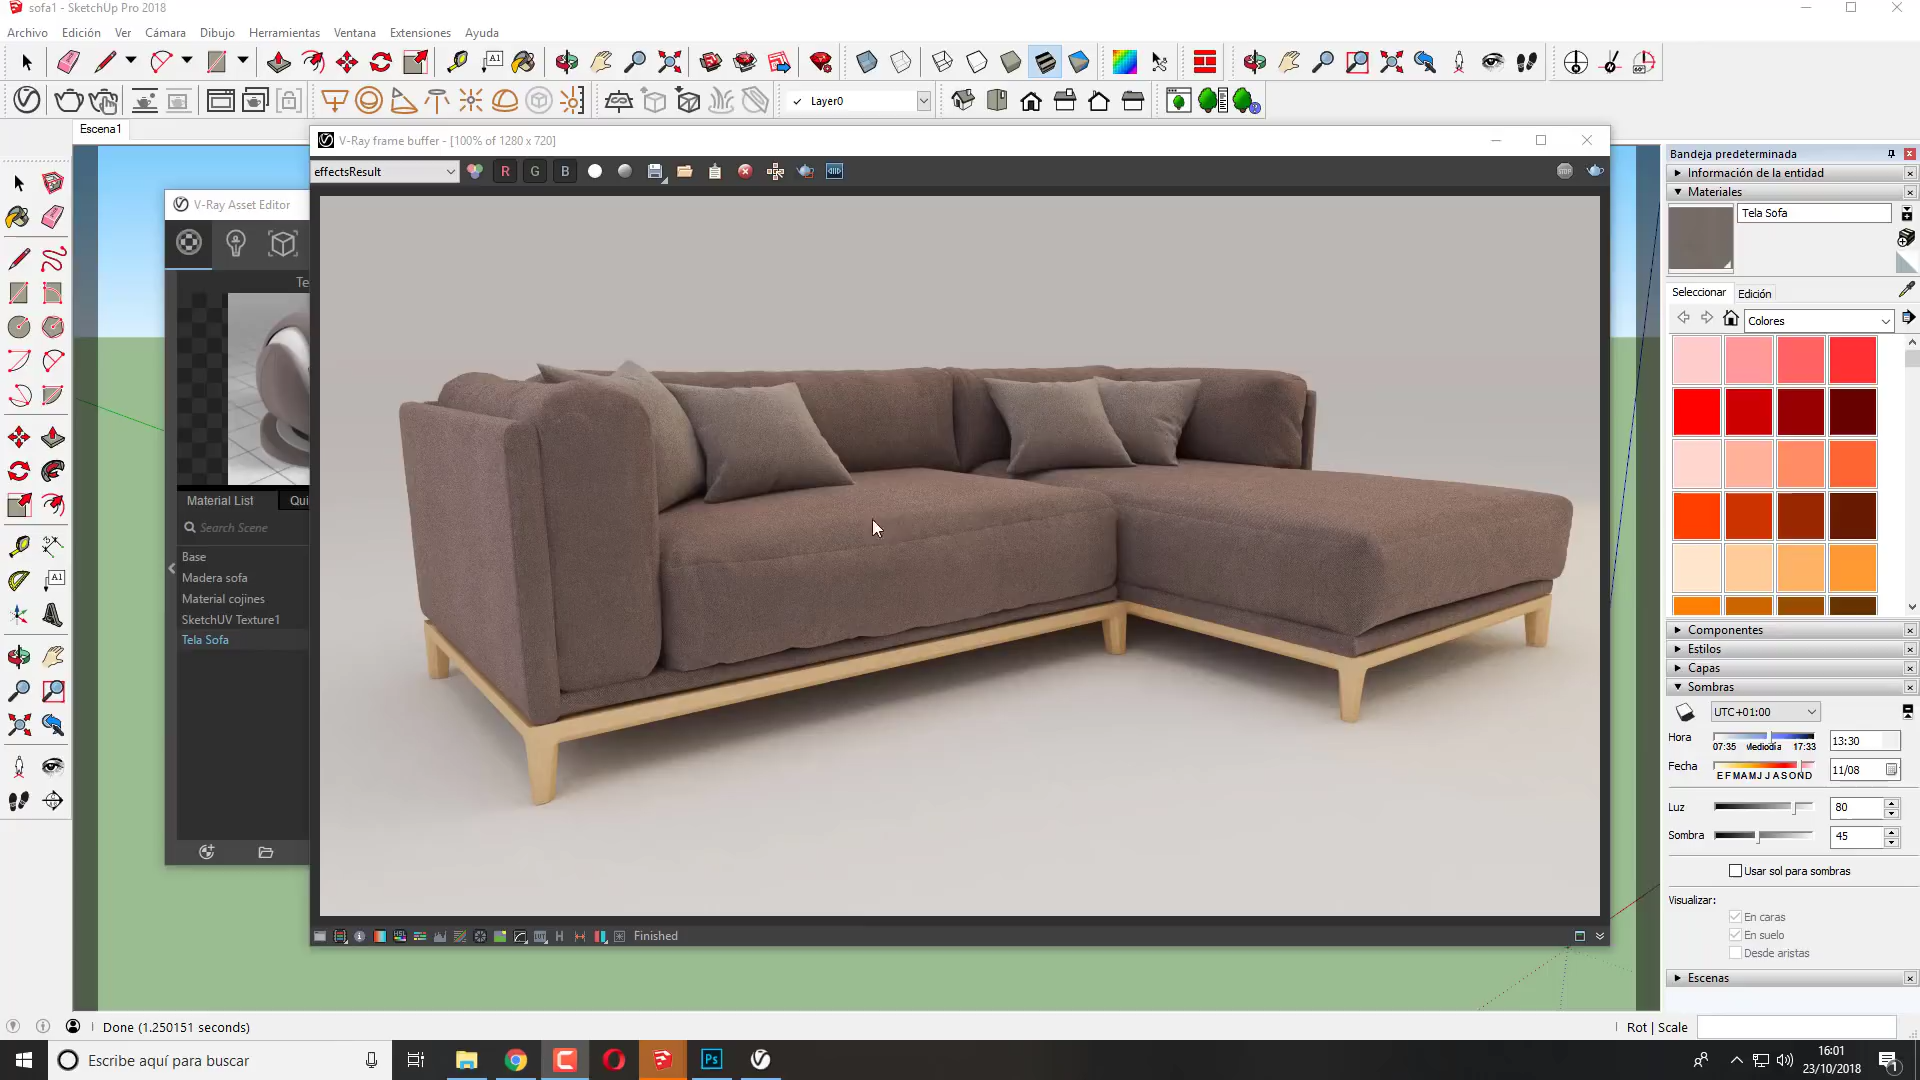 sofa1 - SketchUp Pro 2018
Archivo Edición Ver Cámara Dibujo Herramientas Ventana Extensiones Ayuda
Layer0
Escena1
V-Ray frame buffer - [100% of 1280 x 720]
effectsResult
R G B
V-Ray Asset Editor
Te
Material List
Qui
Search Scene
Base
Madera sofa
Material cojines
SketchUV Texture1
Tela Sofa
Finished
Bandeja predeterminada
Información de la entidad
Materiales
Tela Sofa
Seleccionar Edición
Colores
Componentes
Estilos
Capas
Sombras
UTC+01:00
Hora
07:35 Mediodía 17:33
13:30
Fecha
E F M A M J J A S O N D
11/08
Luz
80
Sombra
45
Usar sol para sombras
Visualizar:
En caras
En suelo
Desde aristas
Escenas
Done (1.250151 seconds)
Rot | Scale
Escribe aquí para buscar
Ps
16:01
23/10/2018